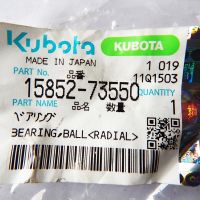 Kubota KUBOTA
MADE IN JAPAN 1 019
PART No. 品番 11Q1503
15852-73550 QUANTITY
PART NAME 品名 数量 1
ベアリング
BEARING,BALL<RADIAL>